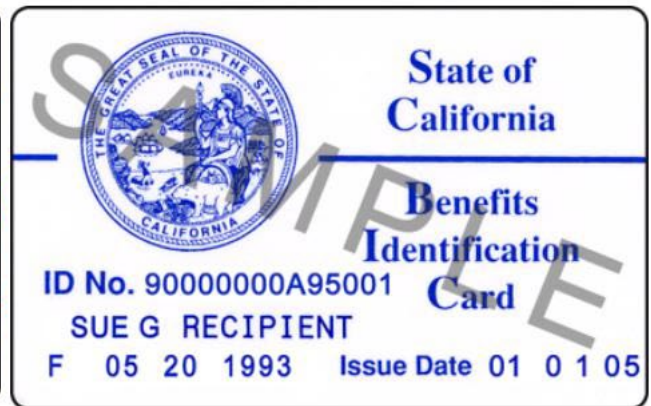 THE GREAT SEAL OF THE STATE OF CALIFORNIA
EUREKA
State of
California
Benefits
Identification
Card
ID No. 90000000A95001
SUE G RECIPIENT
F 05 20 1993 Issue Date 01 0 1 05
SAMPLE